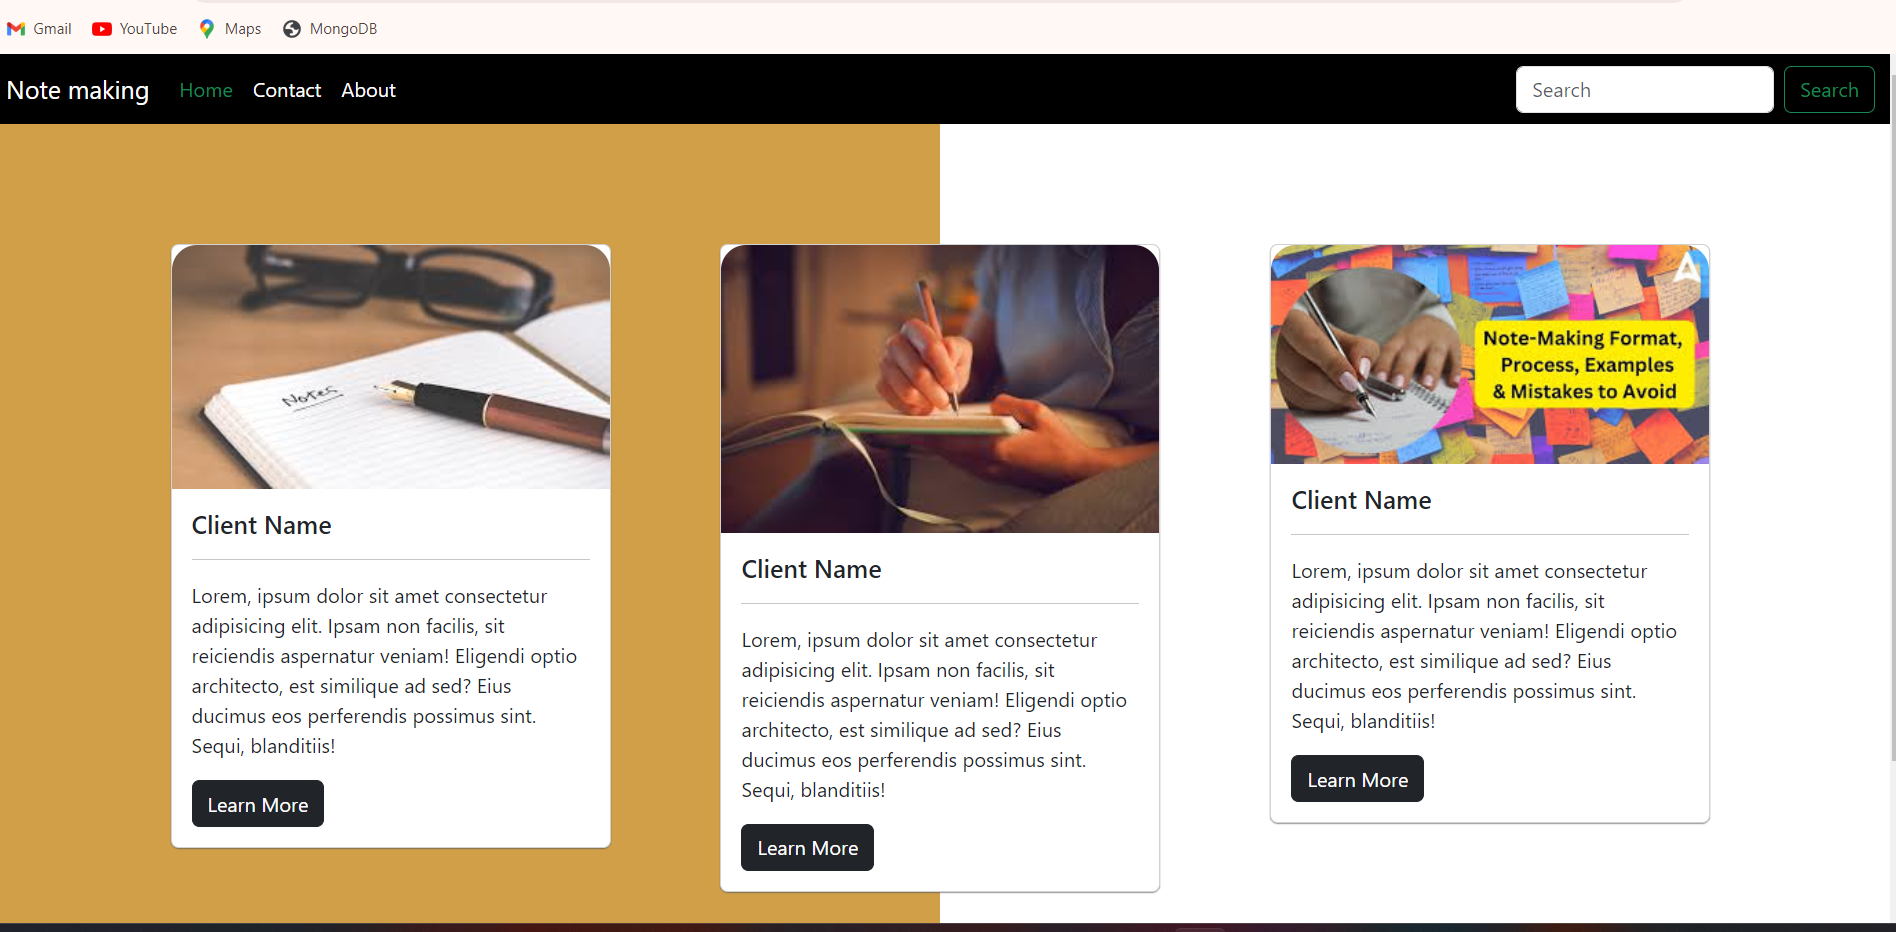 Gmail YouTube Maps MongoDB
Note making Home Contact About Search Search
Notes
Client Name
Lorem, ipsum dolor sit amet consectetur
adipisicing elit. Ipsam non facilis, sit
reiciendis aspernatur veniam! Eligendi optio
architecto, est similique ad sed? Eius
ducimus eos perferendis possimus sint.
Sequi, blanditiis!
Learn More
Client Name
Lorem, ipsum dolor sit amet consectetur
adipisicing elit. Ipsam non facilis, sit
reiciendis aspernatur veniam! Eligendi optio
architecto, est similique ad sed? Eius
ducimus eos perferendis possimus sint.
Sequi, blanditiis!
Learn More
A
Note-Making Format,
Process, Examples
& Mistakes to Avoid
Client Name
Lorem, ipsum dolor sit amet consectetur
adipisicing elit. Ipsam non facilis, sit
reiciendis aspernatur veniam! Eligendi optio
architecto, est similique ad sed? Eius
ducimus eos perferendis possimus sint.
Sequi, blanditiis!
Learn More